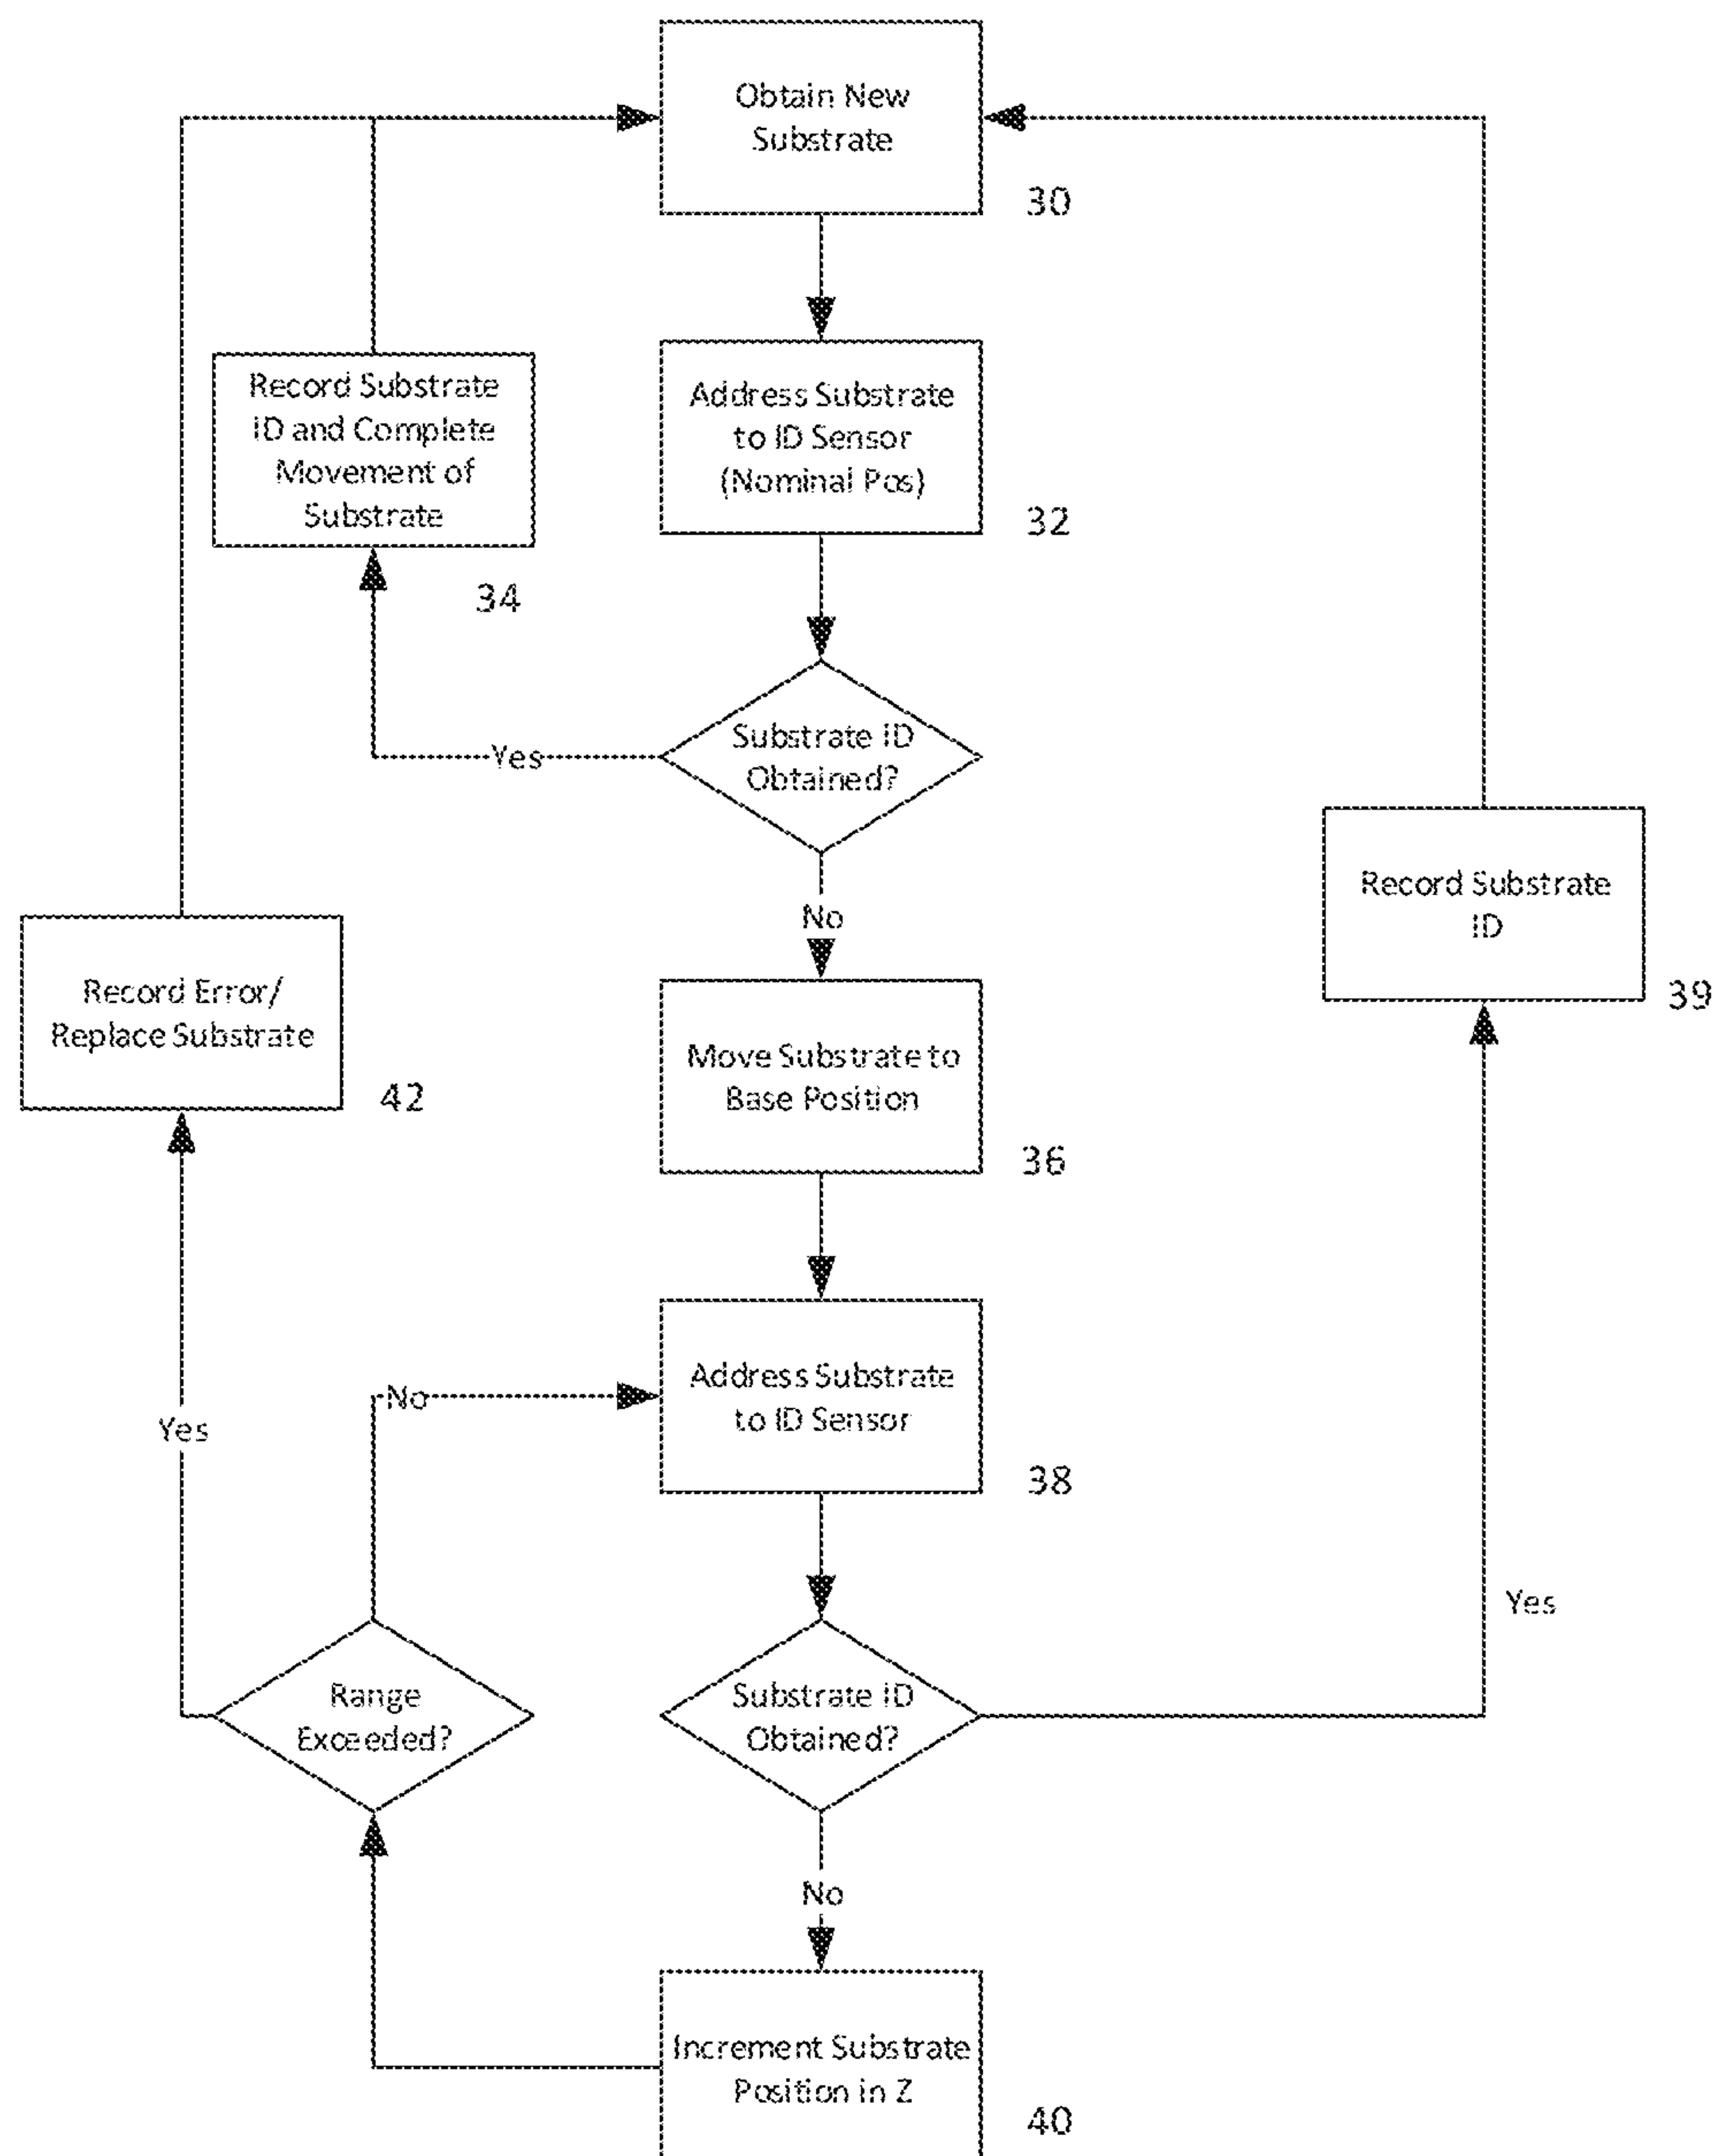 Obtain New
Substrate
30
Record Substrate
ID and Complete
Movement of
Substrate
34
Address Substrate
to ID Sensor
(Nominal Pos)
32
Yes
Substrate ID
Obtained?
No
Record Substrate
ID
39
Record Error/
Replace Substrate
42
Move Substrate to
Base Position
36
No
Address Substrate
to ID Sensor
38
Yes
Yes
Range
Exceeded?
Substrate ID
Obtained?
No
Increment Substrate
Position in Z
40